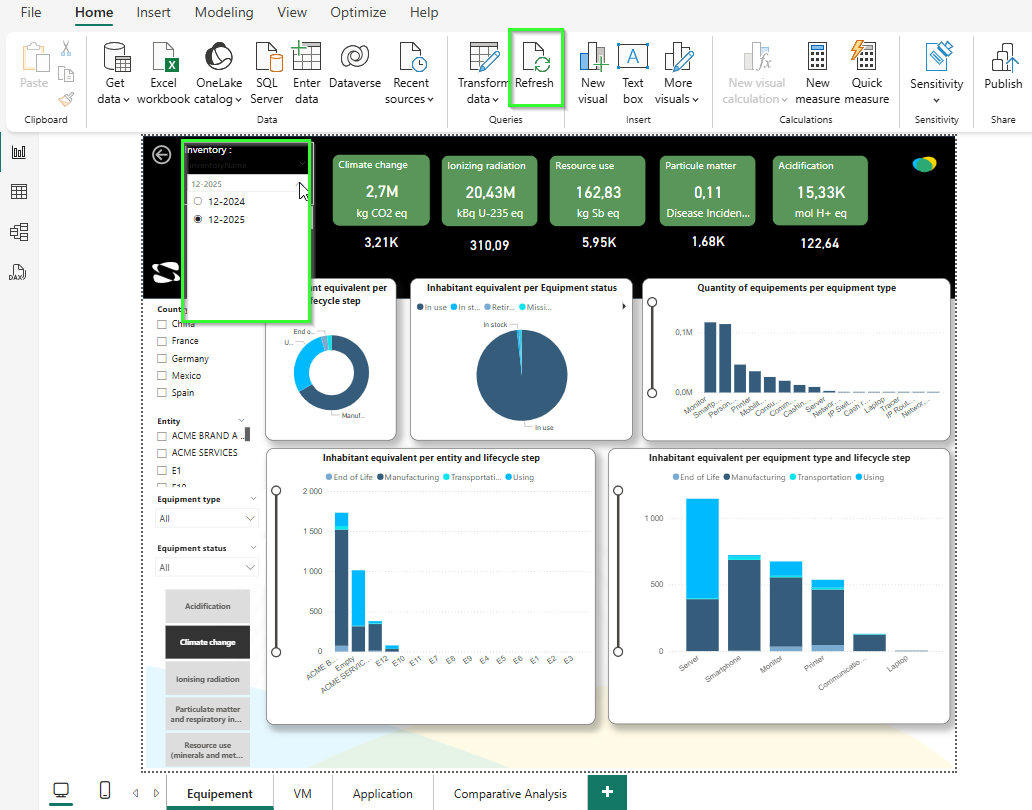 File Home Insert Modeling View Optimize Help
Paste
Get data
Excel workbook
OneLake catalog
SQL Server
Enter data
Dataverse
Recent sources
Transform data
Refresh
New visual
Text box
More visuals
New visual calculation
New measure
Quick measure
Sensitivity
Publish
Clipboard Data Queries Insert Calculations Sensitivity Share
Inventory :
InventoryName
12-2025
12-2024
12-2025
Climate change
2,7M
kg CO2 eq
3,21K
Ionizing radiation
20,43M
kBq U-235 eq
310,09
Resource use
162,83
kg Sb eq
5,95K
Particule matter
0,11
Disease Inciden...
1,68K
Acidification
15,33K
mol H+ eq
122,64
China
France
Germany
Mexico
Spain
Entity
ACME BRAND A ...
ACME SERVICES
E1
E10
Equipment type
All
Equipment status
All
Acidification
Climate change
Ionising radiation
Particulate matter
and respiratory in...
Resource use
(minerals and met...
nt equivalent per
ecycle step
End o...
U...
Manuf...
Inhabitant equivalent per Equipment status
In use In st... Retir... Missi...
In stock
In use
Quantity of equipements per equipment type
0,1M
0,0M
Monitor Smartp... Person... Printer Mobilit... Consu... Comm... Cashin... Server Networ... IP Swit... Cash r... Laptop Tracer IP Rout... Networ...
Inhabitant equivalent per entity and lifecycle step
End of Life Manufacturing Transportati... Using
2 000
1 500
1 000
500
0
ACME B... Empty ACME SERVIC... E12 E10 E11 E7 E8 E9 E4 E5 E6 E1 E2 E3
Inhabitant equivalent per equipment type and lifecycle step
End of Life Manufacturing Transportation Using
1 000
500
0
Server Smartphone Monitor Printer Communicatio... Laptop
Equipement VM Application Comparative Analysis